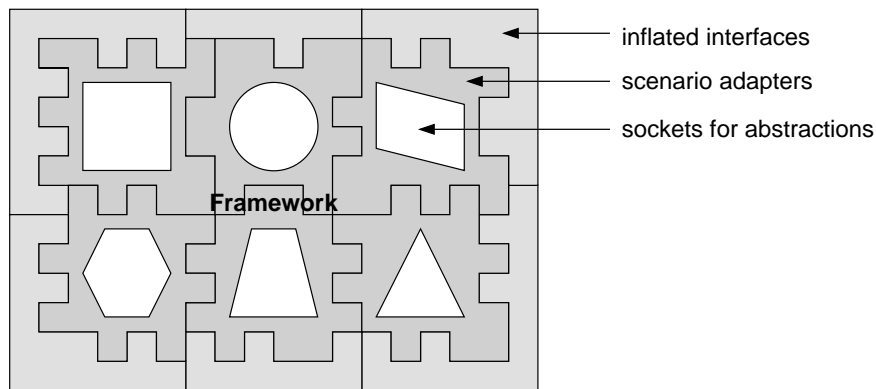 inflated interfaces
scenario adapters
sockets for abstractions
Framework